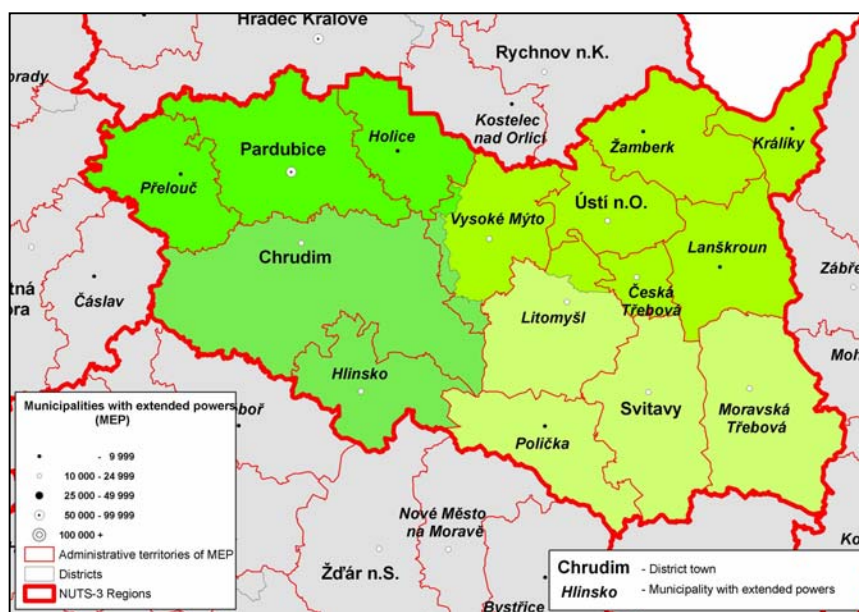 Hradec Králové
Rychnov n.K.
Kostelec
nad Orlicí
Holice
Pardubice
Přelouč
Žamberk
Králíky
Vysoké Mýto
Ústí n.O.
Lanškroun
Chrudim
Čáslav
Česká
Třebová
Litomyšl
Hlinsko
Svitavy
Moravská
Třebová
Polička
Nové Město
na Moravě
Žďár n.S.
Bystřice
Municipalities with extended powers
(MEP)
- 9 999
10 000 - 24 999
25 000 - 49 999
50 000 - 99 999
100 000 +
Administrative territories of MEP
Districts
NUTS-3 Regions
Chrudim - District town
Hlinsko - Municipality with extended powers